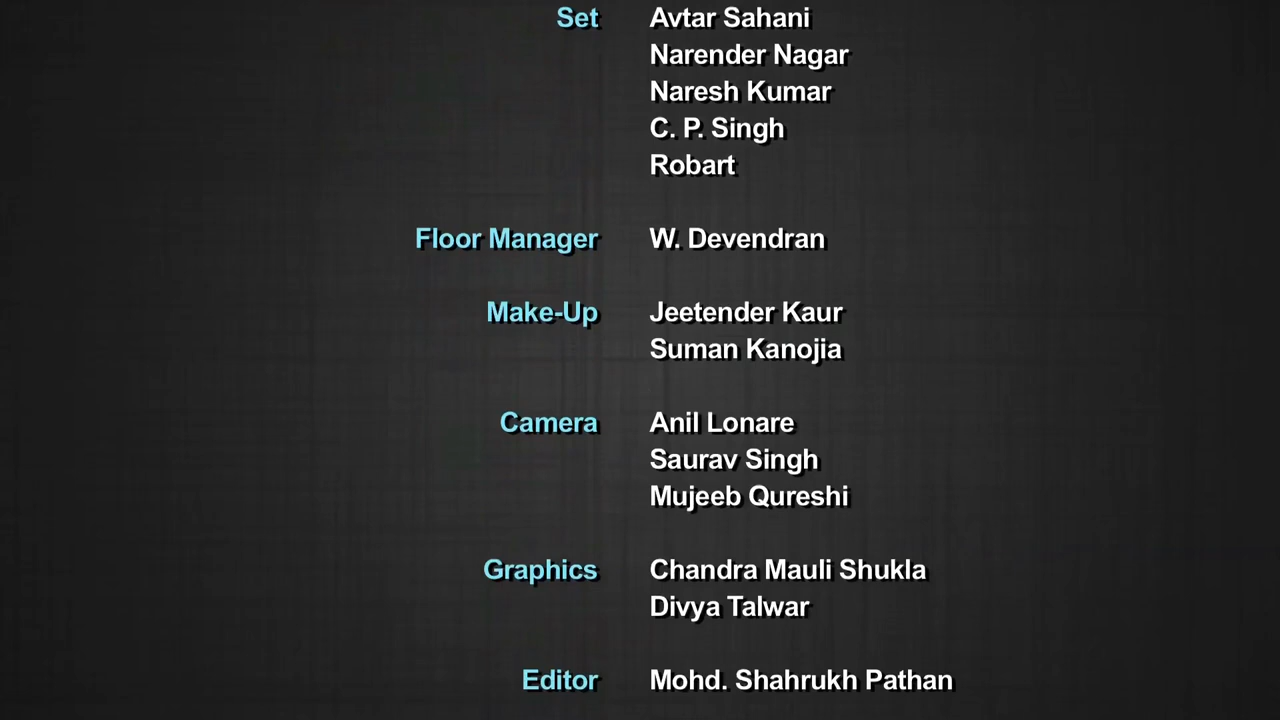 Set Avtar Sahani
Narender Nagar
Naresh Kumar
C. P. Singh
Robart
Floor Manager W. Devendran
Make-Up Jeetender Kaur
Suman Kanojia
Camera Anil Lonare
Saurav Singh
Mujeeb Qureshi
Graphics Chandra Mauli Shukla
Divya Talwar
Editor Mohd. Shahrukh Pathan